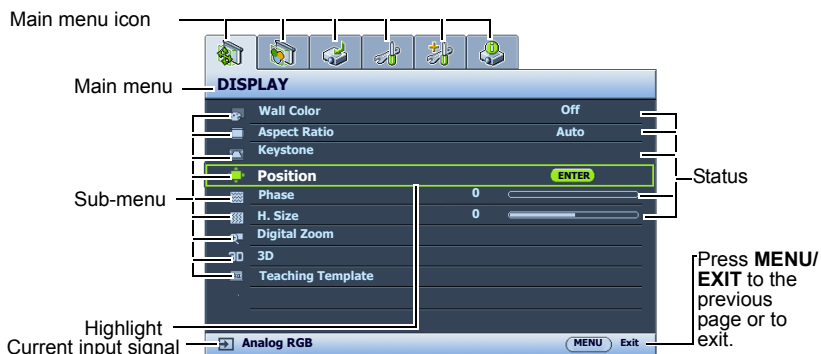 Main menu icon
Main menu
DISPLAY
Wall Color Off
Aspect Ratio Auto
Keystone
Position ENTER
Status
Sub-menu
Phase 0
H. Size 0
Digital Zoom
3D 3D
Teaching Template
Press MENU/
EXIT to the
previous
page or to
exit.
Highlight
Current input signal
Analog RGB MENU Exit